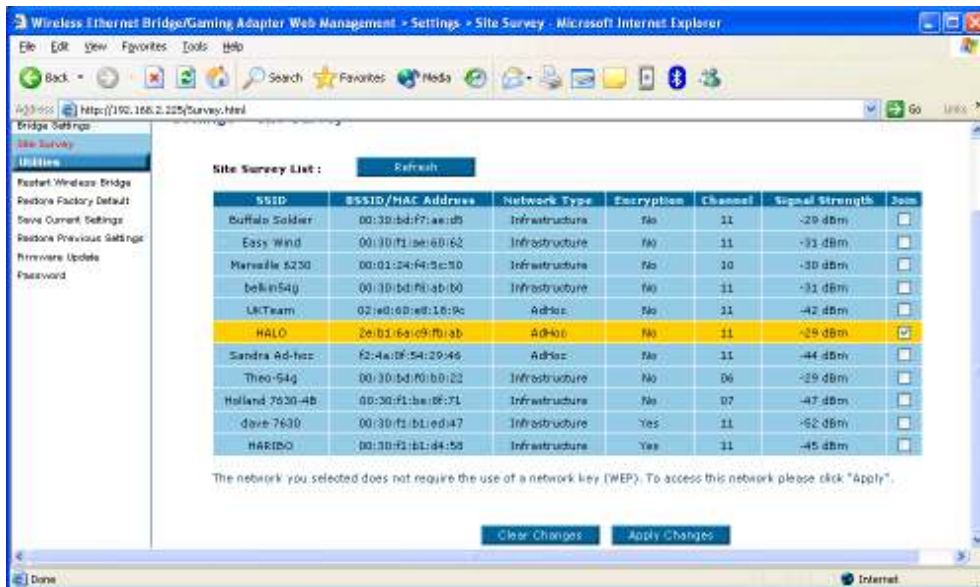 Wireless Ethernet Bridge/Gaming Adapter Web Management > Settings > Site Survey - Microsoft Internet Explorer
File Edit View Favorites Tools Help
Back Search Favorites Media
Address http://192.168.2.225/Survey.html Go Links
Bridge Settings
Site Survey
Utilities
Restart Wireless Bridge
Restore Factory Default
Save Current Settings
Restore Previous Settings
Firmware Update
Password
Site Survey List : Refresh
SSID BSSID/MAC Address Network Type Encryption Channel Signal Strength Join
Buffalo Soldier 00:30:bd:f7:ae:d5 Infrastructure No 11 -29 dBm
Easy Wind 00:30:f1:ae:60:62 Infrastructure No 11 -31 dBm
Marseille 6230 00:01:24:f4:5c:50 Infrastructure No 10 -30 dBm
belkin54g Infrastructure No 11 -31 dBm
UKTeam 02:e0:60:e8:18:9c AdHoc No 11 -42 dBm
HALO 2e:b1:6a:c9:fb:ab AdHoc No 11 -29 dBm
Sandra Ad-hoc f2:4a:0f:54:29:46 AdHoc No 11 -44 dBm
Theo-54g 00:30:bd:f0:b0:22 Infrastructure No 06 -29 dBm
Holland 7630-4B 00:30:f1:be:8f:71 Infrastructure No 07 -47 dBm
dave 7630 00:30:f1:b1:ed:47 Infrastructure Yes 11 -52 dBm
HARIBO 00:30:f1:b1:d4:58 Infrastructure Yes 11 -45 dBm
The network you selected does not require the use of a network key (WEP). To access this network please click "Apply".
Clear Changes Apply Changes
Done Internet